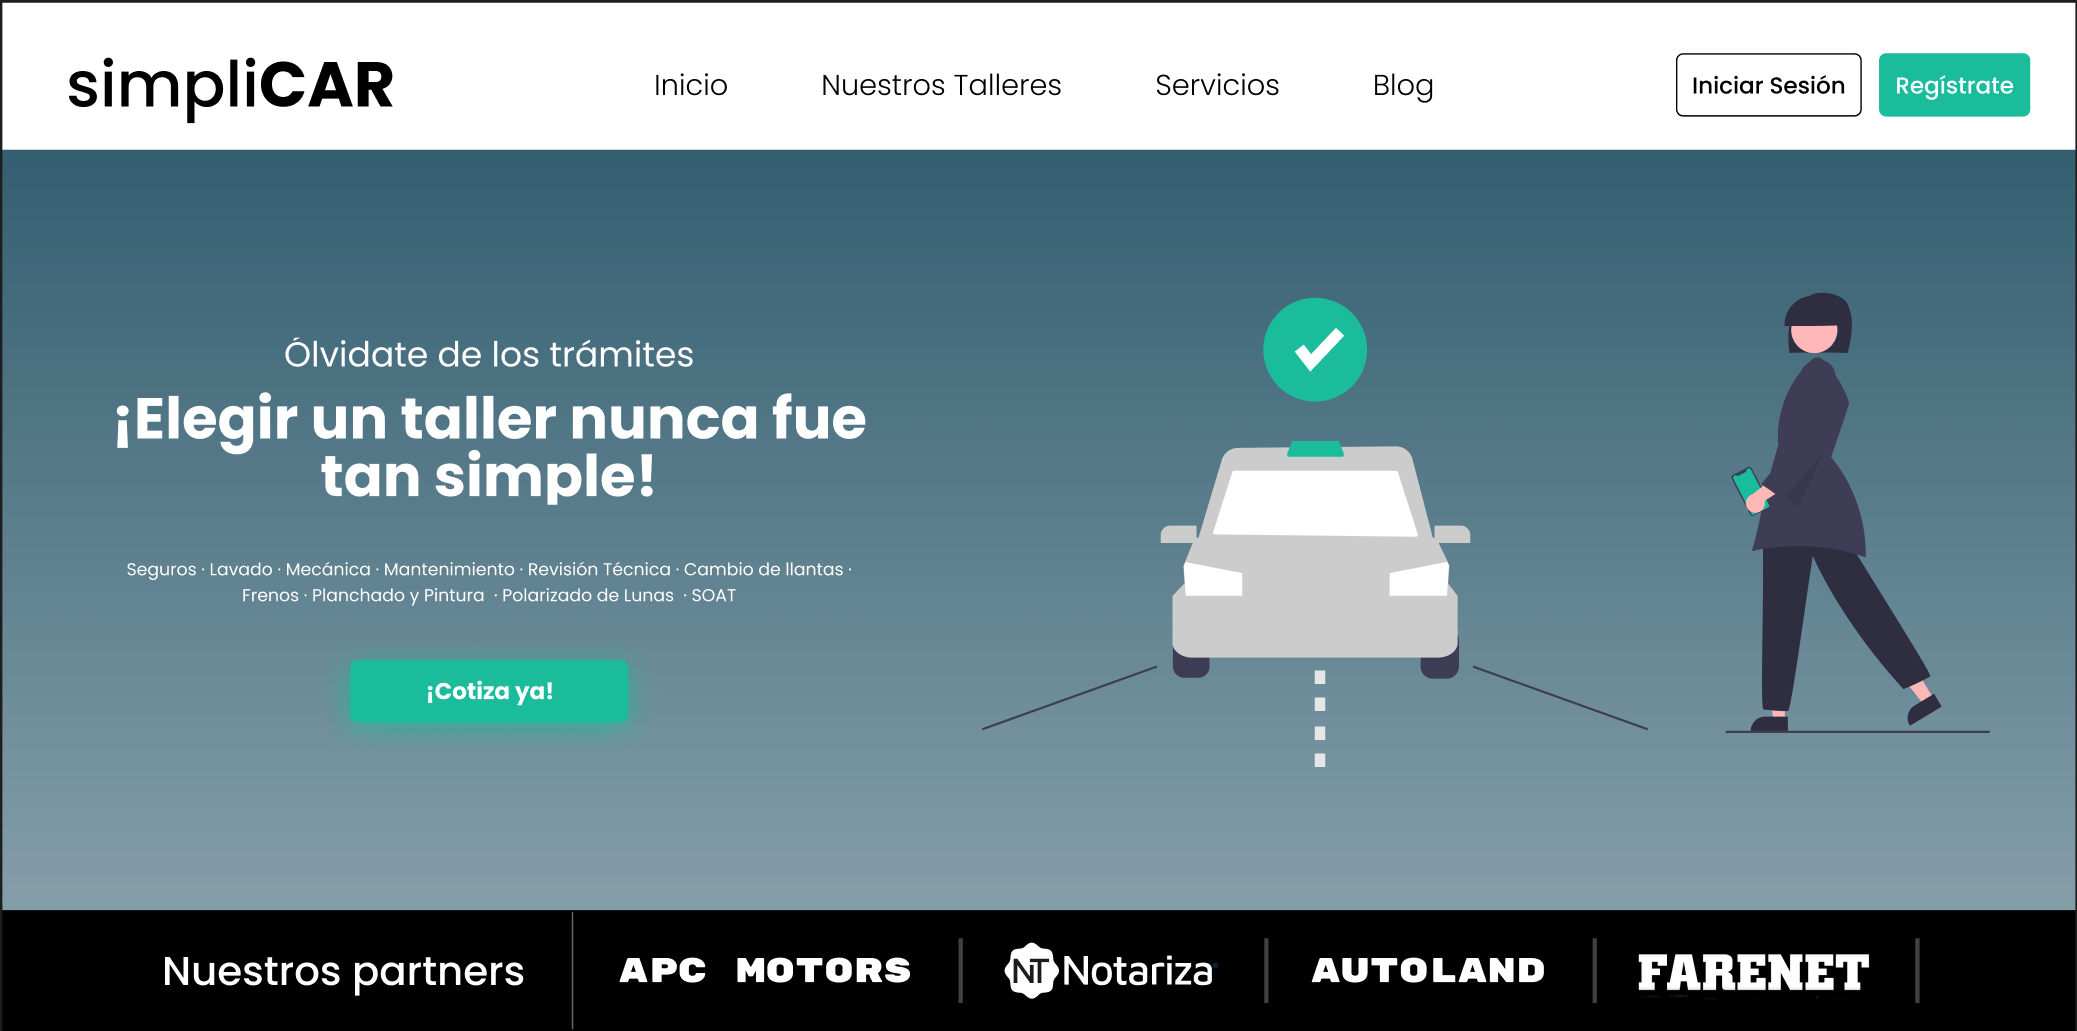 simpliCAR
Inicio
Nuestros Talleres
Servicios
Blog
Iniciar Sesión
Regístrate
Ólvidate de los trámites
¡Elegir un taller nunca fue
tan simple!
Seguros · Lavado · Mecánica · Mantenimiento · Revisión Técnica · Cambio de llantas ·
Frenos · Planchado y Pintura · Polarizado de Lunas · SOAT
¡Cotiza ya!
Nuestros partners
APC MOTORS
NT Notariza
AUTOLAND
FARENET